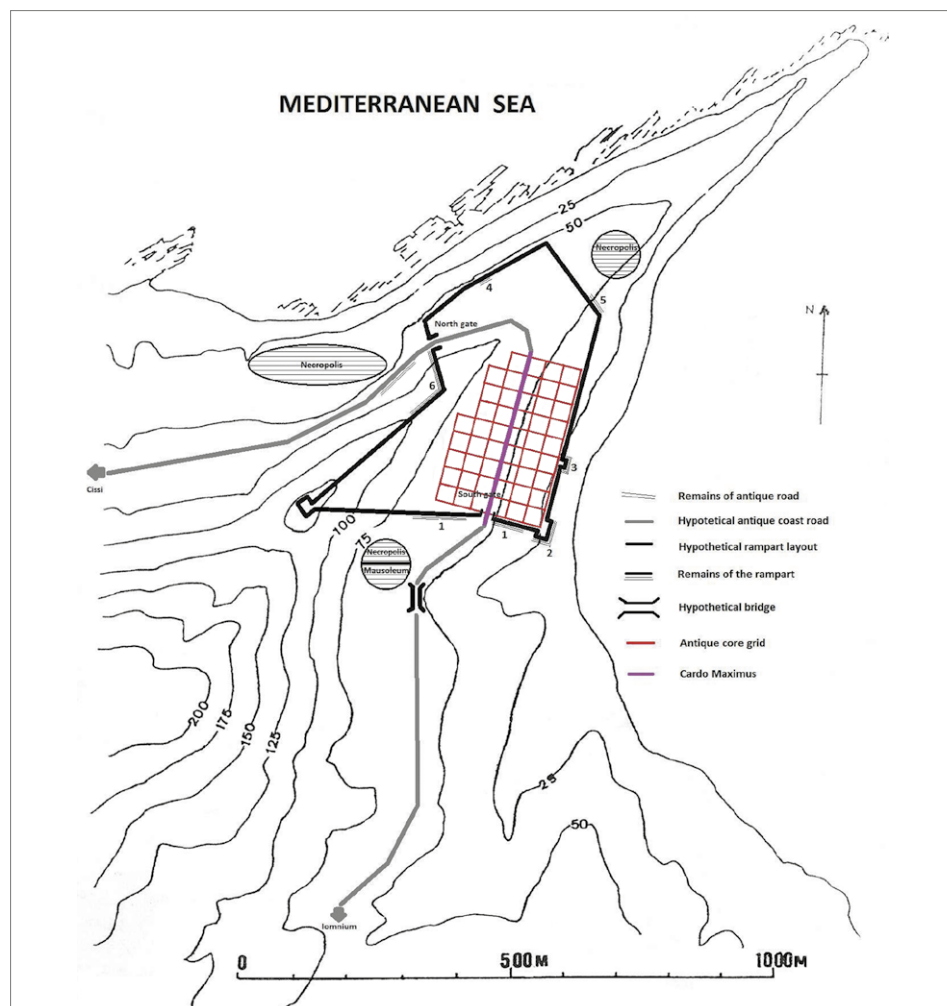 MEDITERRANEAN SEA
25
50
Necropolis
4
5
North gate
N
Necropolis
6
3
South gate
Cissi
100
1
1
2
75
Necropolis
Mausoleum
Remains of antique road
Hypotetical antique coast road
Hypothetical rampart layout
Remains of the rampart
Hypothetical bridge
Antique core grid
Cardo Maximus
200
175
150
125
25
50
Iomnium
0
500M
1000M